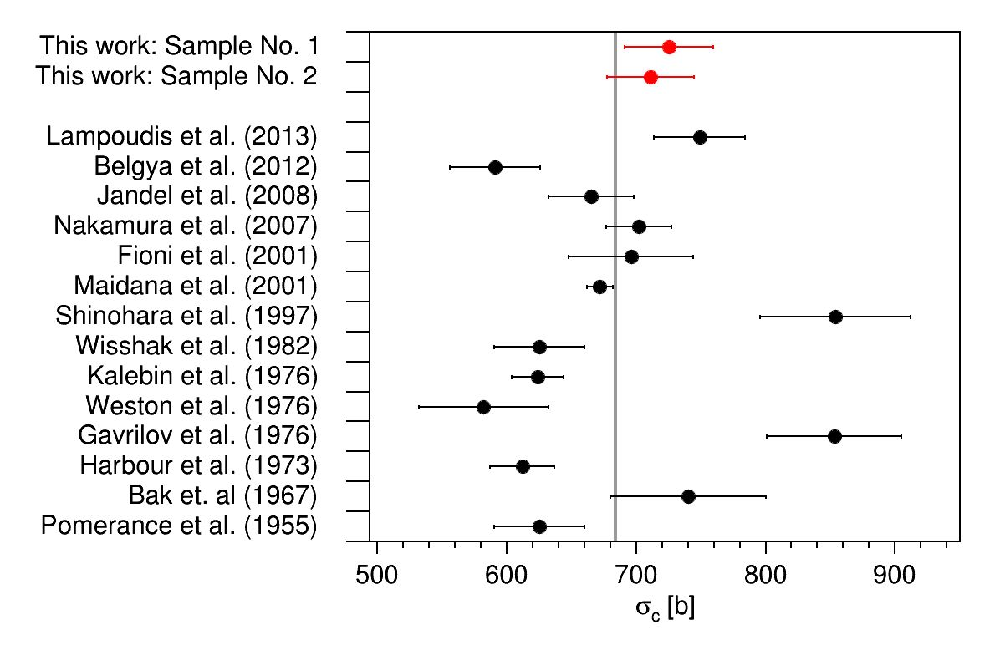 This work: Sample No. 1
This work: Sample No. 2
Lampoudis et al. (2013)
Belgya et al. (2012)
Jandel et al. (2008)
Nakamura et al. (2007)
Fioni et al. (2001)
Maidana et al. (2001)
Shinohara et al. (1997)
Wisshak et al. (1982)
Kalebin et al. (1976)
Weston et al. (1976)
Gavrilov et al. (1976)
Harbour et al. (1973)
Bak et. al (1967)
Pomerance et al. (1955)
500 600 700 800 900
σc [b]